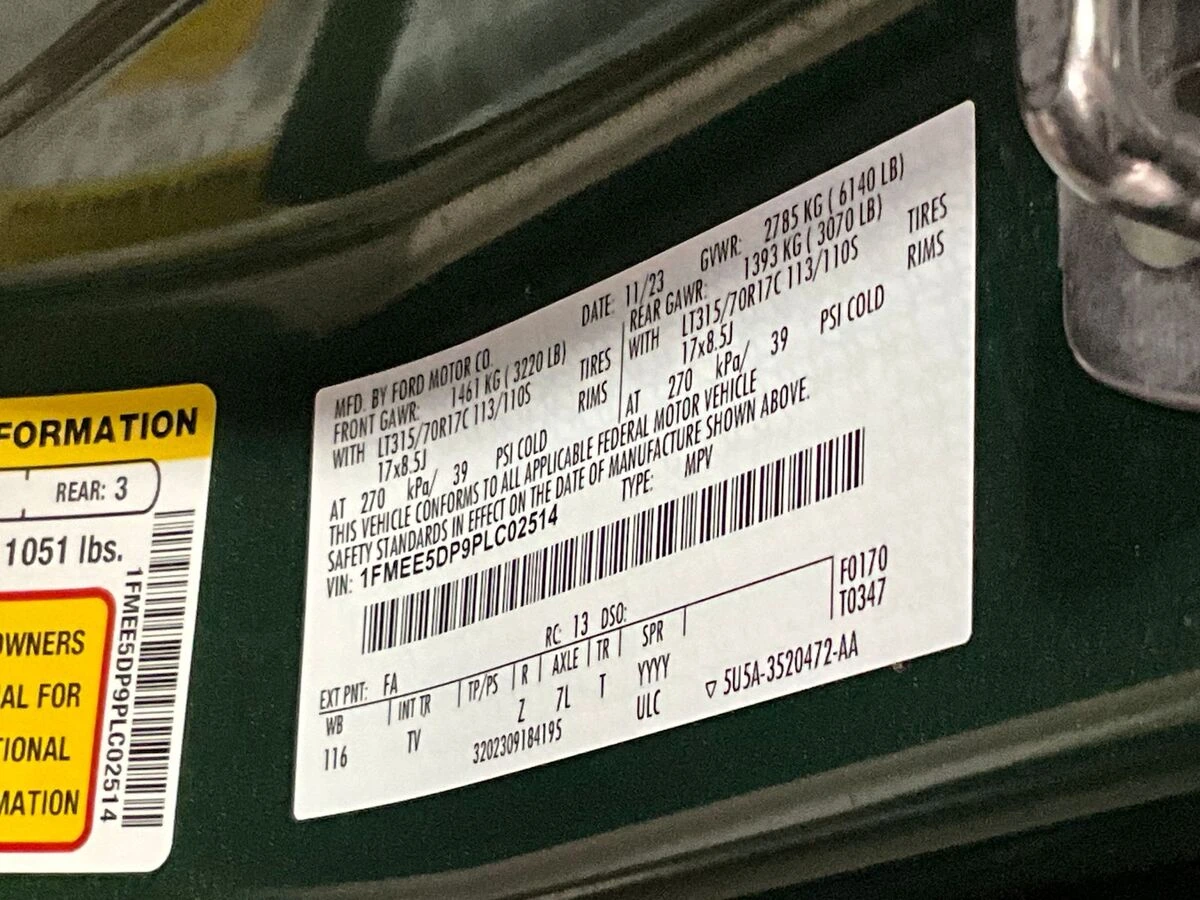 FORMATION
REAR: 3
1051 lbs.
OWNERS
AL FOR
TIONAL
MATION
1FMEE5DP9PLC02514
MFD. BY FORD MOTOR CO.
DATE: 11/23 GVWR: 2785 KG ( 6140 LB)
FRONT GAWR: 1461 KG ( 3220 LB)
WITH LT315/70R17C 113/110S TIRES
17x8.5J RIMS
AT 270 kPa/ 39 PSI COLD
REAR GAWR: 1393 KG ( 3070 LB)
WITH LT315/70R17C 113/110S TIRES
17x8.5J RIMS
AT 270 kPa/ 39 PSI COLD
THIS VEHICLE CONFORMS TO ALL APPLICABLE FEDERAL MOTOR VEHICLE
SAFETY STANDARDS IN EFFECT ON THE DATE OF MANUFACTURE SHOWN ABOVE.
VIN: 1FMEE5DP9PLC02514 TYPE: MPV
F0170
T0347
EXT PNT: FA RC: 13 DSO:
WB INT TR TP/PS R AXLE TR SPR
116 TV Z 7L T YYYY
3202309184195 ULC
▽ 5U5A-3520472-AA